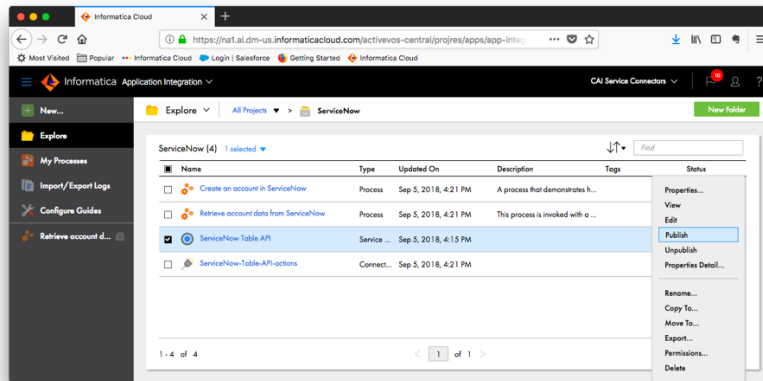 Informatica Cloud
https://na1.ai.dm-us.informaticacloud.com/activevos-central/projres/apps/app-integ
Most Visited Popular Informatica Cloud Login | Salesforce Getting Started Informatica Cloud
Informatica Application Integration CAI Service Connectors 10 ?
New... Explore All Projects > ServiceNow New Folder
Explore
My Processes
Import/Export Logs
Configure Guides
Retrieve account d...
ServiceNow (4) 1 selected Find
Name Type Updated On Description Tags Status
Create an account in ServiceNow Process Sep 5, 2018, 4:21 PM A process that demonstrates h...
Retrieve account data from ServiceNow Process Sep 5, 2018, 4:21 PM This process is invoked with a ...
ServiceNow Table API Service ... Sep 5, 2018, 4:15 PM
ServiceNow-Table-API-actions Connect... Sep 5, 2018, 4:21 PM
Properties...
View
Edit
Publish
Unpublish
Properties Detail...
Rename...
Copy To...
Move To...
Export...
Permissions...
Delete
1 - 4 of 4 < 1 of 1 >